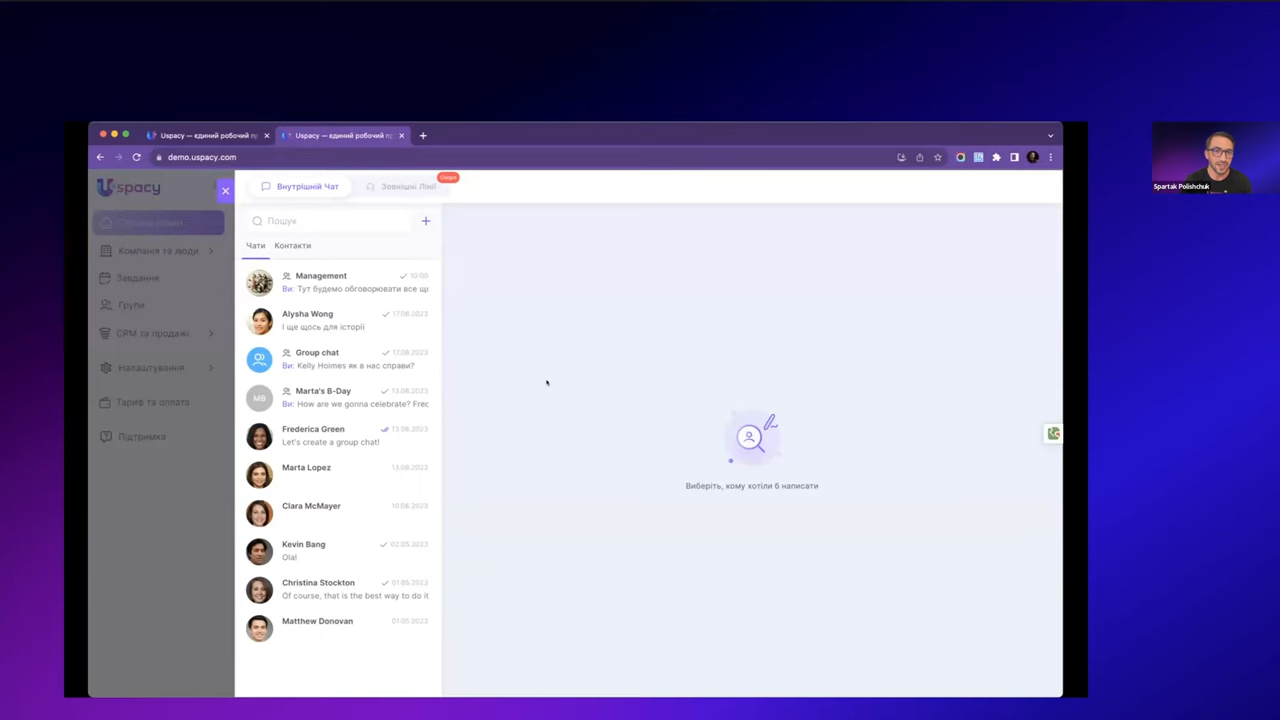 Uspacy — єдиний робочий пр
Uspacy — єдиний робочий пр
demo.uspacy.com
Uspacy
Внутрішній Чат
Зовнішні Лінії
Скоро
Пошук
Чати
Контакти
Компанія та люди
Завдання
Групи
CRM та продажі
Налаштування
Тариф та оплата
Підтримка
Management
10:08
Ви: Тут будемо обговорювати все що
Alysha Wong
17.08.2023
І ще щось для історії
Group chat
17.08.2023
Ви: Kelly Holmes як в нас справи?
MB
Marta's B-Day
13.08.2023
Ви: How are we gonna celebrate? Frec
Frederica Green
13.08.2023
Let's create a group chat!
Marta Lopez
13.08.2023
Clara McMayer
10.08.2023
Kevin Bang
02.05.2023
Ola!
Christina Stockton
01.05.2023
Of course, that is the best way to do it
Matthew Donovan
01.05.2023
Виберіть, кому хотіли б написати
Spartak Polishchuk